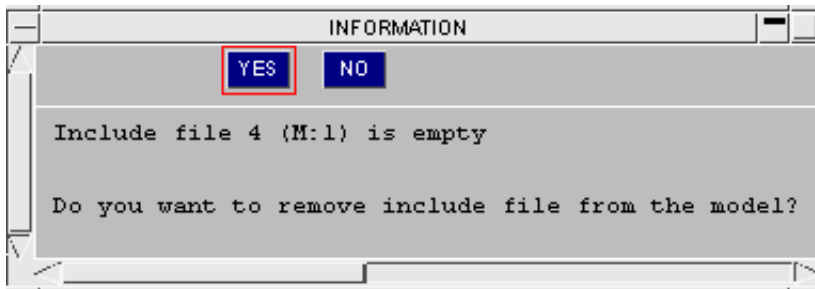 INFORMATION
YES NO
Include file 4 (M:1) is empty
Do you want to remove include file from the model?